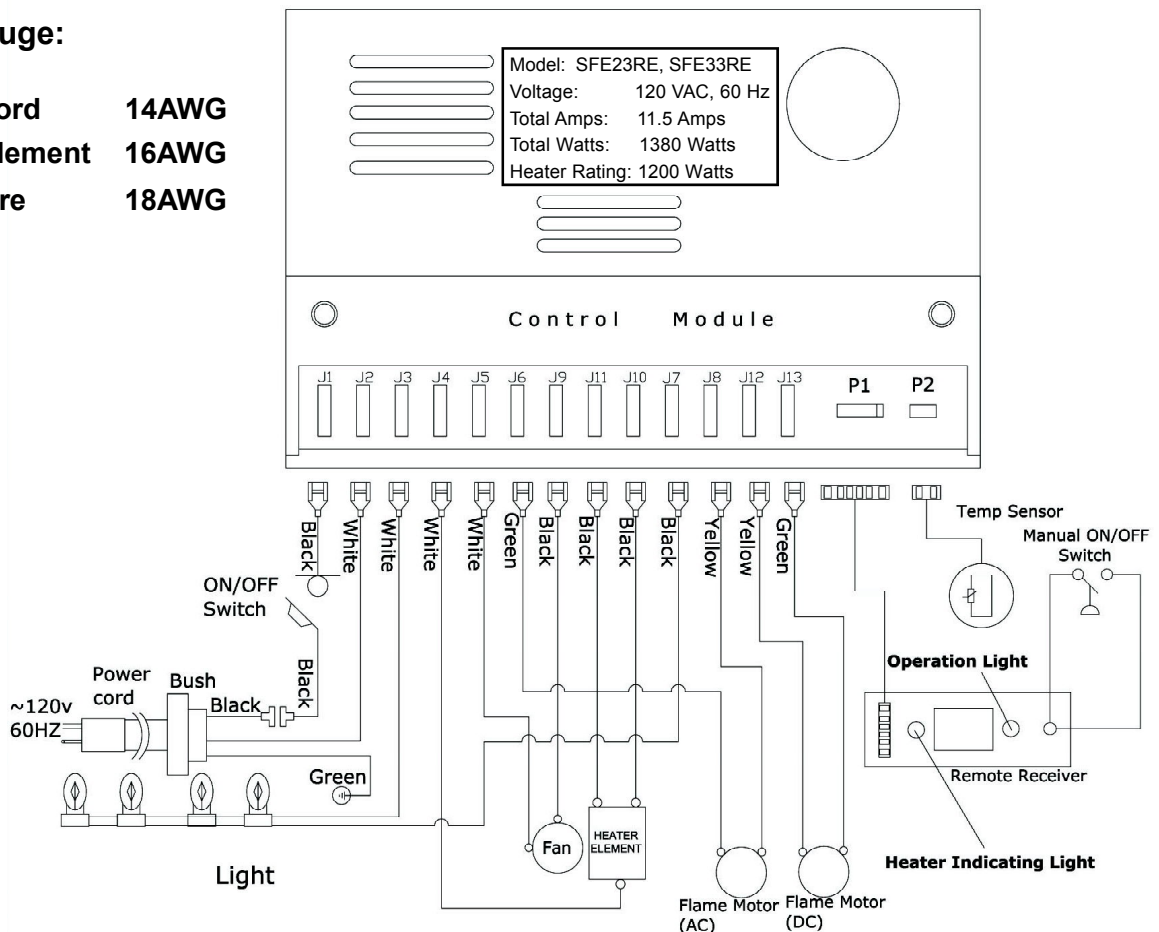 uge:
ord 14AWG
lement 16AWG
re 18AWG
Model: SFE23RE, SFE33RE
Voltage: 120 VAC, 60 Hz
Total Amps: 11.5 Amps
Total Watts: 1380 Watts
Heater Rating: 1200 Watts
Control Module
J1 J2 J3 J4 J5 J6 J9 J11 J10 J7 J8 J12 J13 P1 P2
Black White White White White Green Black Black Black Black Yellow Yellow Green
Temp Sensor
Manual ON/OFF
Switch
ON/OFF
Switch
Black
Power
cord
Bush
Black
~120v
60HZ
Green
Operation Light
Remote Receiver
Light
Fan
HEATER
ELEMENT
Heater Indicating Light
Flame Motor
(AC)
Flame Motor
(DC)